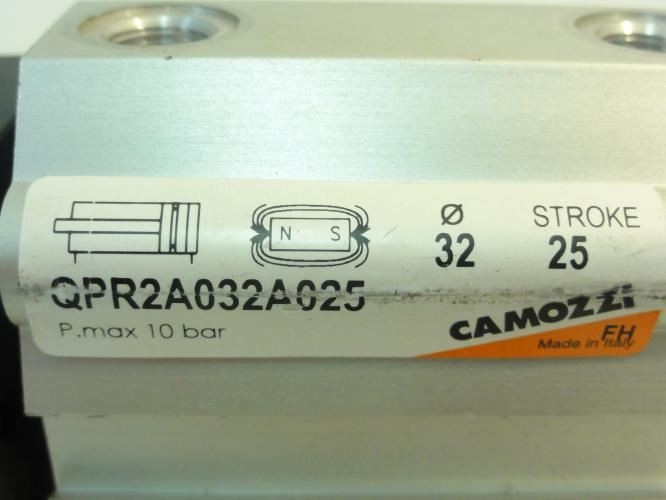 N S
Ø STROKE
32 25
QPR2A032A025
P.max 10 bar
CAMOZZI
FH
Made in Italy